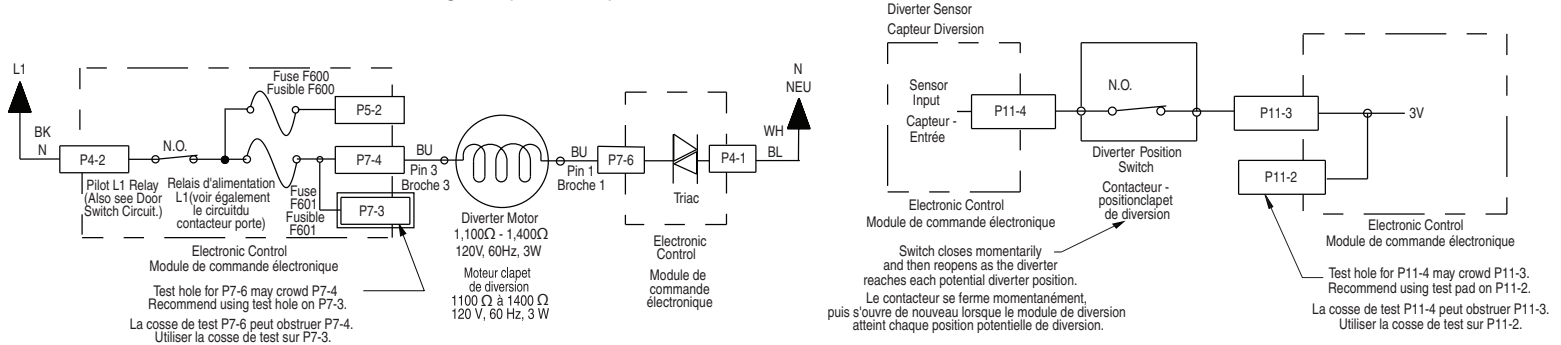 L1
BK
N
P4-2
N.O.
Pilot L1 Relay
(Also see Door
Switch Circuit.)
Relais d'alimentation
L1(voir également
le circuitdu
contacteur porte)
Fuse F600
Fusible F600
P5-2
P7-4
Fuse
F601
Fusible
F601
P7-3
Electronic Control
Module de commande électronique
Test hole for P7-6 may crowd P7-4
Recommend using test hole on P7-3.
La cosse de test P7-6 peut obstruer P7-4.
Utiliser la cosse de test sur P7-3.
BU
Pin 3
Broche 3
Diverter Motor
1,100Ω - 1,400Ω
120V, 60Hz, 3W
Moteur clapet
de diversion
1100 Ω à 1400 Ω
120 V, 60 Hz, 3 W
BU
Pin 1
Broche 1
P7-6
Triac
P4-1
Electronic
Control
Module de
commande
électronique
N
NEU
WH
BL
Diverter Sensor
Capteur Diversion
Sensor
Input
Capteur -
Entrée
P11-4
Electronic Control
Module de commande électronique
N.O.
Diverter Position
Switch
Contacteur -
positionclapet
de diversion
Switch closes momentarily
and then reopens as the diverter
reaches each potential diverter position.
Le contacteur se ferme momentanément,
puis s'ouvre de nouveau lorsque le module de diversion
atteint chaque position potentielle de diversion.
P11-3
3V
P11-2
Electronic Control
Module de commande électronique
Test hole for P11-4 may crowd P11-3.
Recommend using test pad on P11-2.
La cosse de test P11-4 peut obstruer P11-3.
Utiliser la cosse de test sur P11-2.